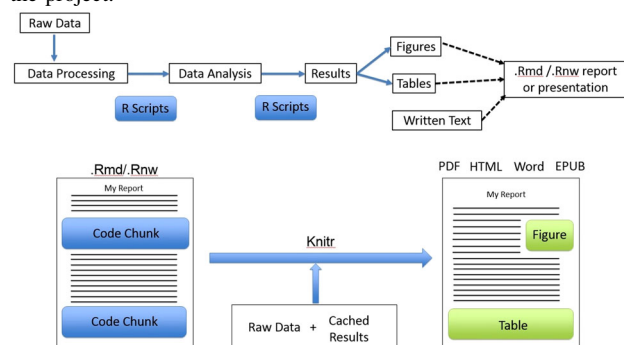 the project.
Raw Data
Data Processing
Data Analysis
Results
Figures
Tables
Written Text
.Rmd /.Rnw report
or presentation
R Scripts
R Scripts
.Rmd/.Rnw
My Report
Code Chunk
Code Chunk
Knitr
Raw Data + Cached
Results
PDF HTML Word EPUB
My Report
Figure
Table